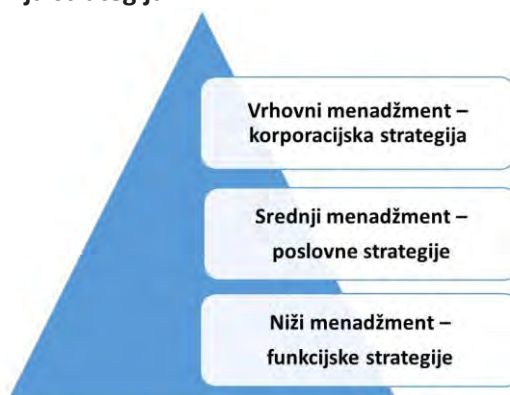 Vrhovni menadžment –
korporacijska strategija
Srednji menadžment –
poslovne strategije
Niži menadžment –
funkcijske strategije